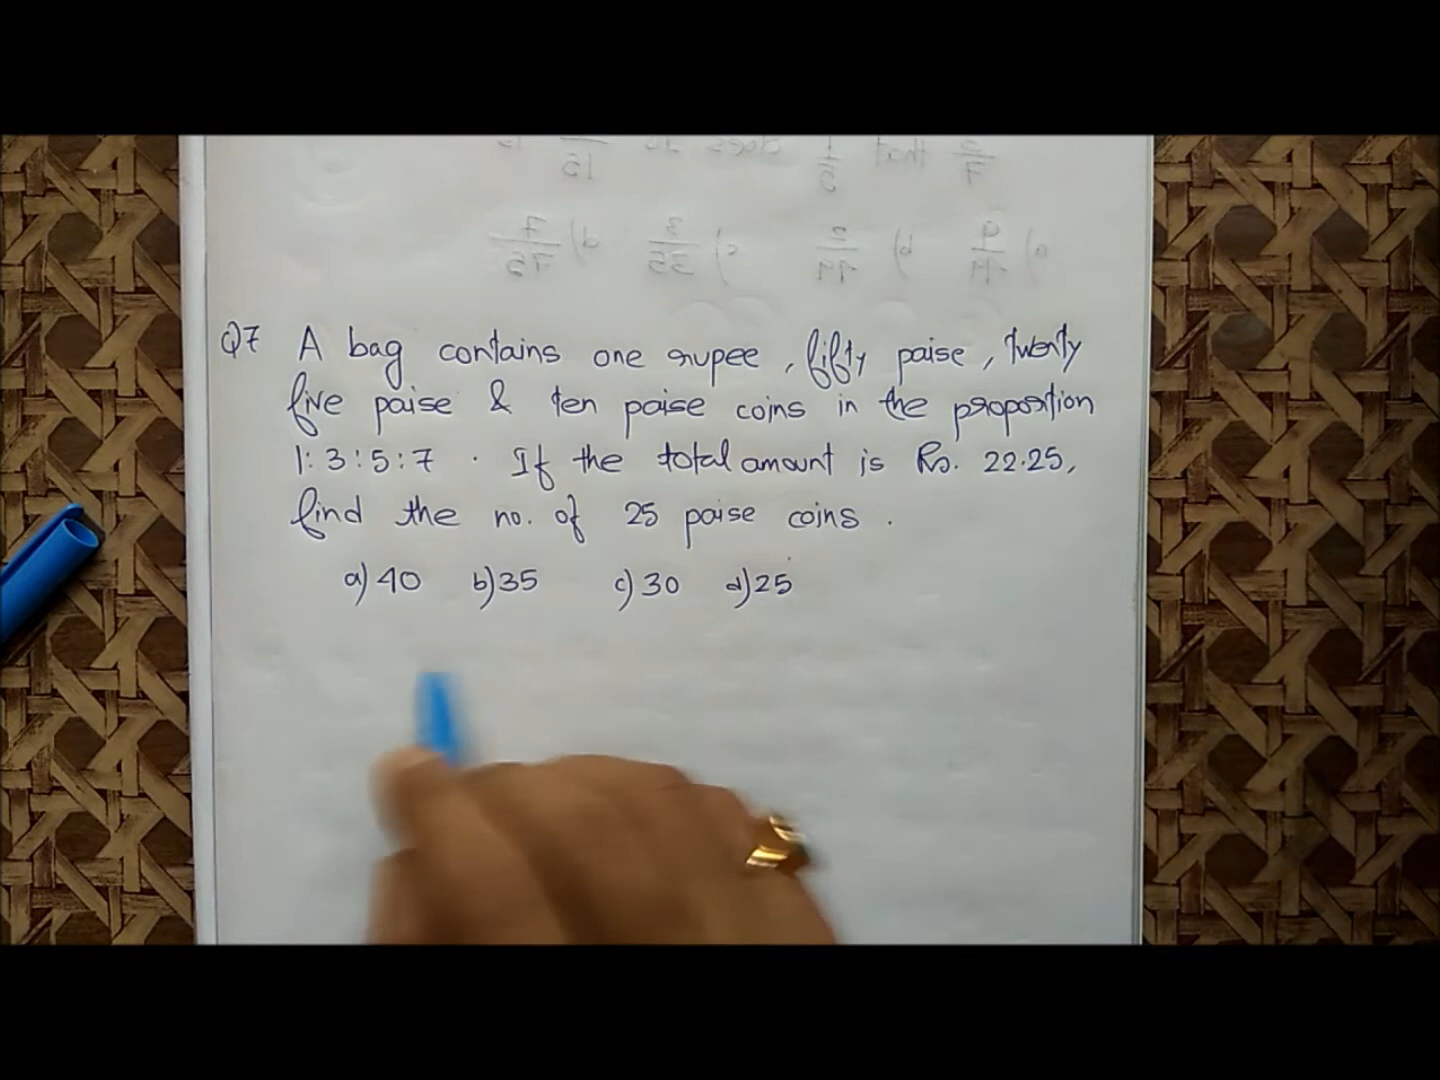 Q7 A bag contains one rupee, fifty paise, twenty
five paise & ten paise coins in the proportion
1:3:5:7. If the total amount is Rs. 22.25,
find the no. of 25 paise coins.
a) 40 b) 35 c) 30 d) 25